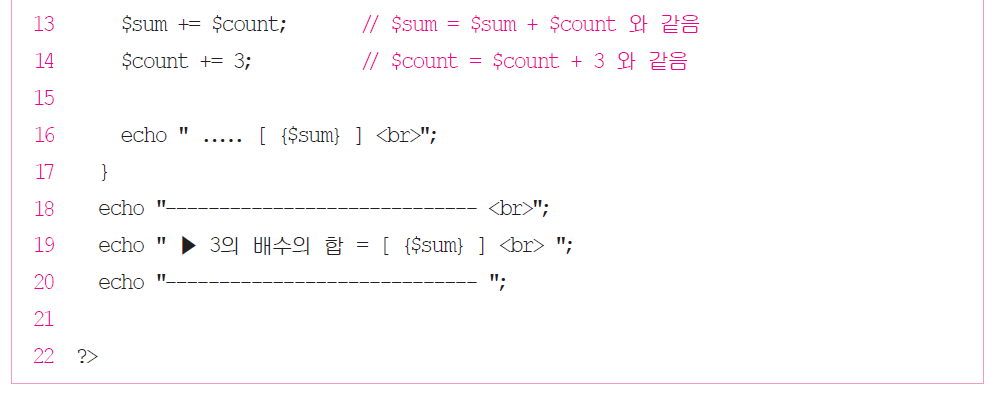 13 $sum += $count; // $sum = $sum + $count 와 같음
14 $count += 3; // $count = $count + 3 와 같음
15
16 echo " ..... [ {$sum} ] <br>";
17 }
18 echo "----------------------------- <br>";
19 echo " ▶ 3의 배수의 합 = [ {$sum} ] <br> ";
20 echo "----------------------------- ";
21
22 ?>